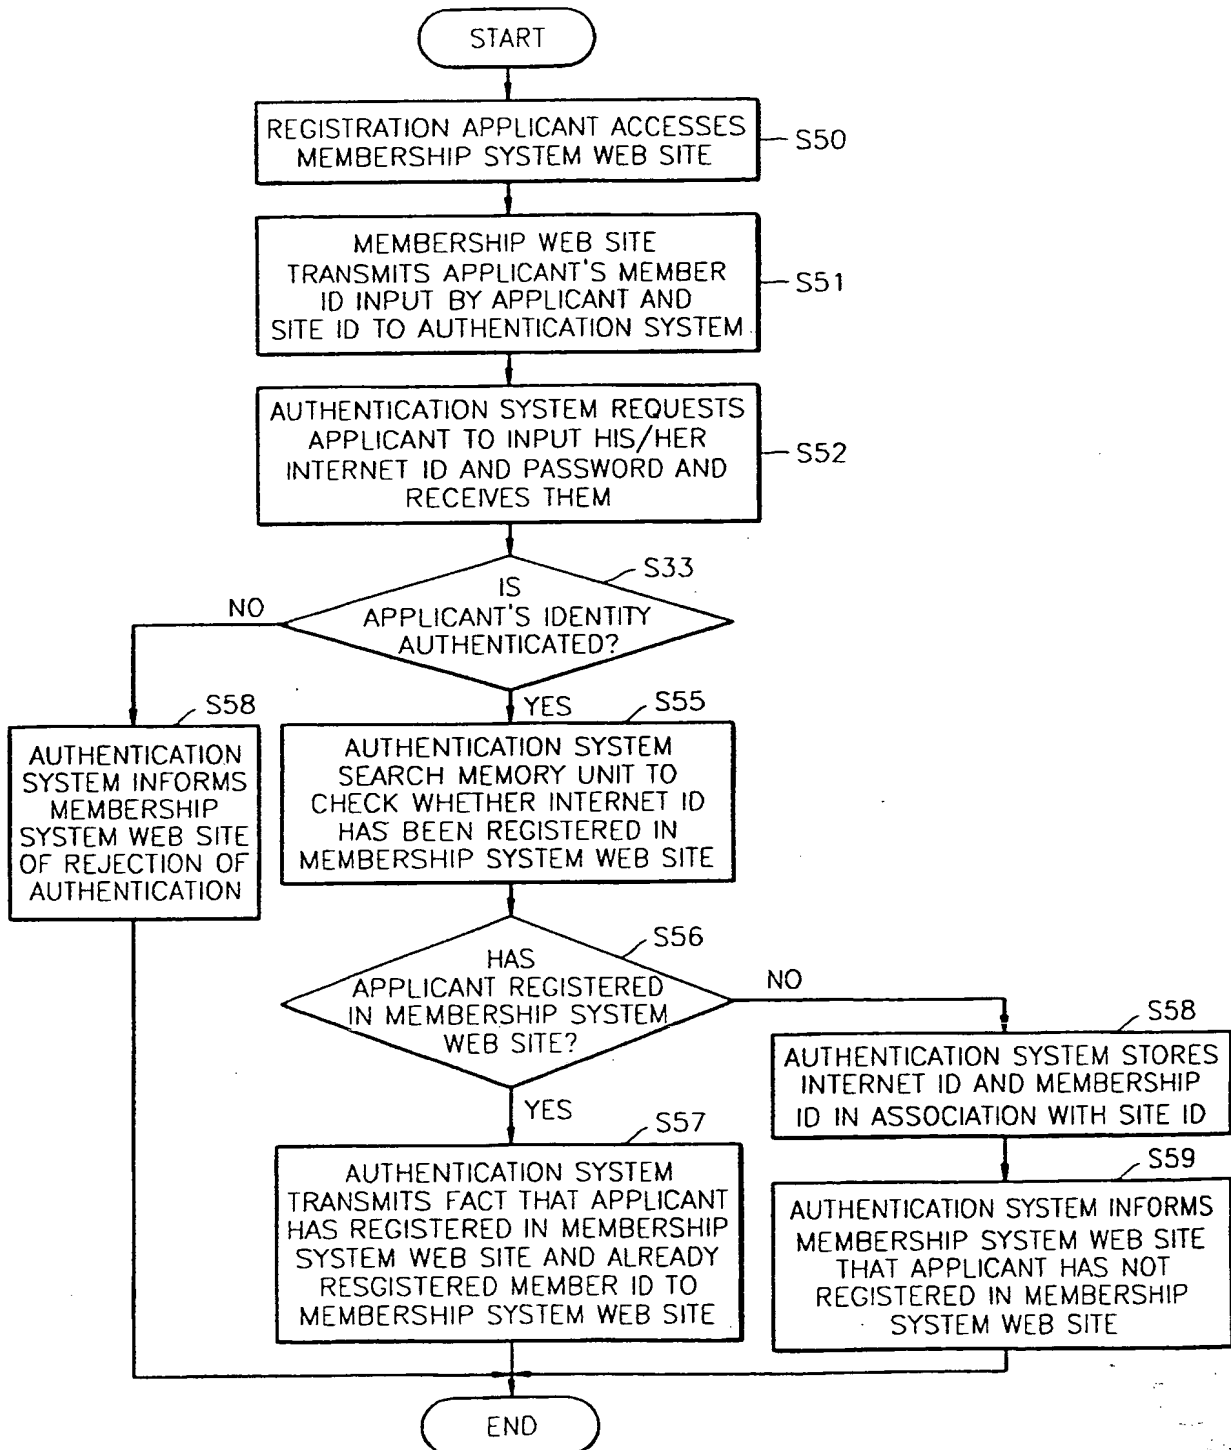 START
REGISTRATION APPLICANT ACCESSES
MEMBERSHIP SYSTEM WEB SITE
S50
MEMBERSHIP WEB SITE
TRANSMITS APPLICANT'S MEMBER
ID INPUT BY APPLICANT AND
SITE ID TO AUTHENTICATION SYSTEM
S51
AUTHENTICATION SYSTEM REQUESTS
APPLICANT TO INPUT HIS/HER
INTERNET ID AND PASSWORD AND
RECEIVES THEM
S52
S33
IS
APPLICANT'S IDENTITY
AUTHENTICATED?
NO
YES
S58
AUTHENTICATION
SYSTEM INFORMS
MEMBERSHIP
SYSTEM WEB SITE
OF REJECTION OF
AUTHENTICATION
S55
AUTHENTICATION SYSTEM
SEARCH MEMORY UNIT TO
CHECK WHETHER INTERNET ID
HAS BEEN REGISTERED IN
MEMBERSHIP SYSTEM WEB SITE
S56
HAS
APPLICANT REGISTERED
IN MEMBERSHIP SYSTEM
WEB SITE?
NO
YES
S58
AUTHENTICATION SYSTEM STORES
INTERNET ID AND MEMBERSHIP
ID IN ASSOCIATION WITH SITE ID
S57
AUTHENTICATION SYSTEM
TRANSMITS FACT THAT APPLICANT
HAS REGISTERED IN MEMBERSHIP
SYSTEM WEB SITE AND ALREADY
RESGISTERED MEMBER ID TO
MEMBERSHIP SYSTEM WEB SITE
S59
AUTHENTICATION SYSTEM INFORMS
MEMBERSHIP SYSTEM WEB SITE
THAT APPLICANT HAS NOT
REGISTERED IN MEMBERSHIP
SYSTEM WEB SITE
END